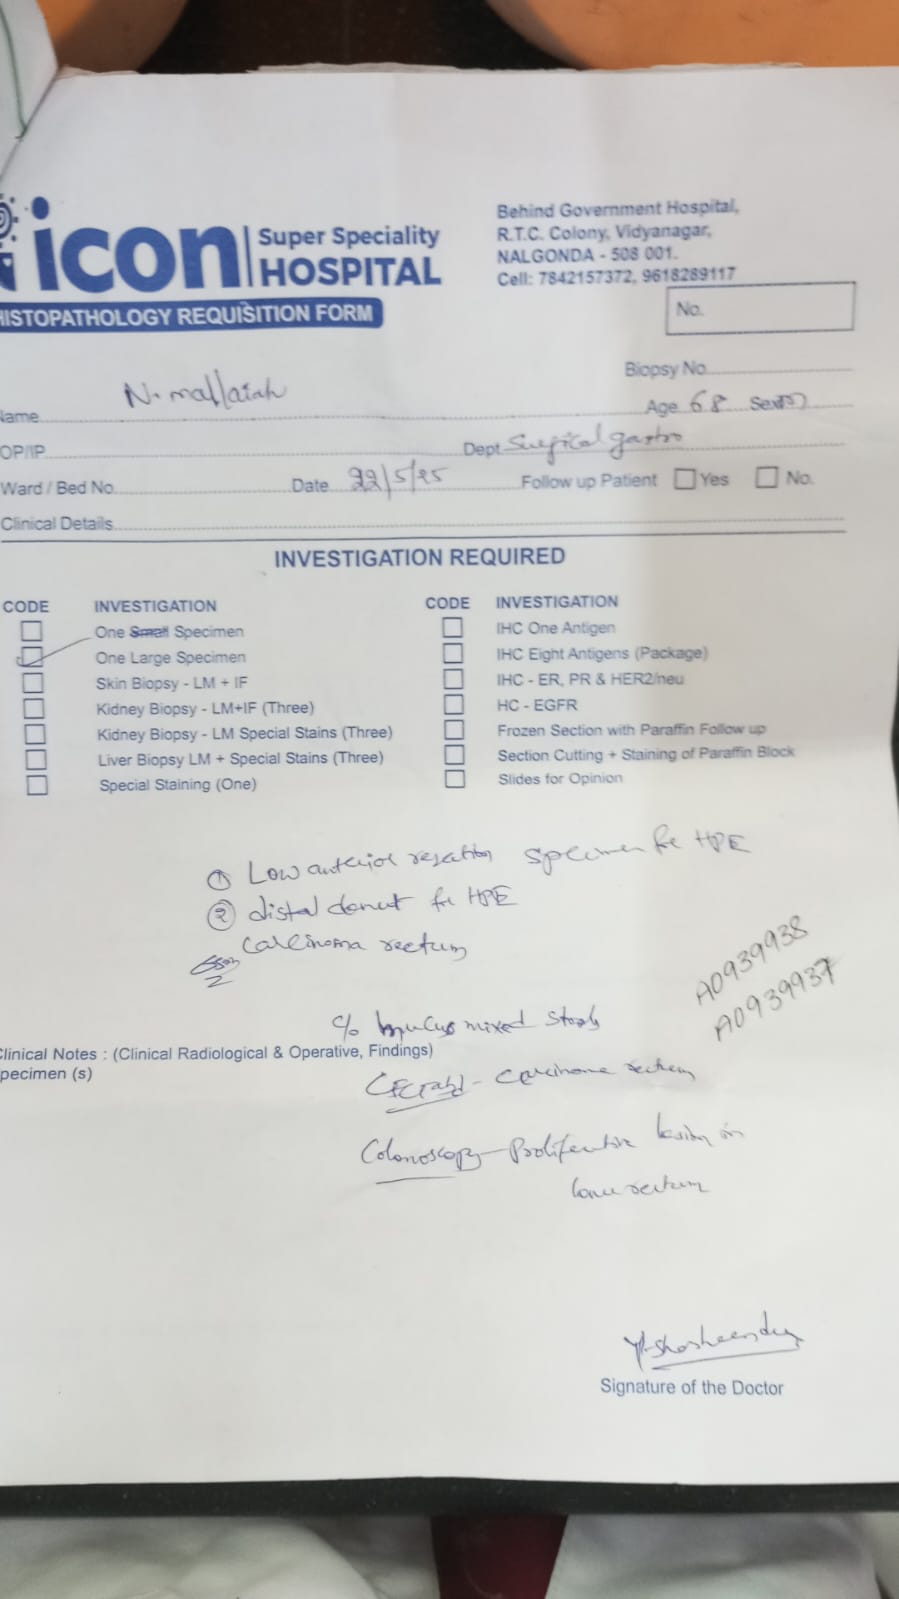 icon Super Speciality
HOSPITAL
Behind Government Hospital,
R.T.C. Colony, Vidyanagar,
NALGONDA - 508 001.
Cell: 7842157372, 9618289117
HISTOPATHOLOGY REQUISITION FORM
No.
Biopsy No.
Name N. mallaiah Age 68 Sex M
OP/IP Dept Surgical gastro
Ward / Bed No. Date 22/5/25 Follow up Patient Yes No.
Clinical Details
INVESTIGATION REQUIRED
CODE INVESTIGATION
One Small Specimen
One Large Specimen
Skin Biopsy - LM + IF
Kidney Biopsy - LM+IF (Three)
Kidney Biopsy - LM Special Stains (Three)
Liver Biopsy LM + Special Stains (Three)
Special Staining (One)
CODE INVESTIGATION
IHC One Antigen
IHC Eight Antigens (Package)
IHC - ER, PR & HER2/neu
HC - EGFR
Frozen Section with Paraffin Follow up
Section Cutting + Staining of Paraffin Block
Slides for Opinion
① Low anterior resection specimen for HPE
② distal donut for HPE
Carcinoma rectum
A0939938
A0939937
c/o mucus mixed stools
Clinical Notes : (Clinical Radiological & Operative, Findings)
Specimen (s)
Carcinoma rectum
Colonoscopy - Proliferative lesion in
lower rectum
Signature of the Doctor